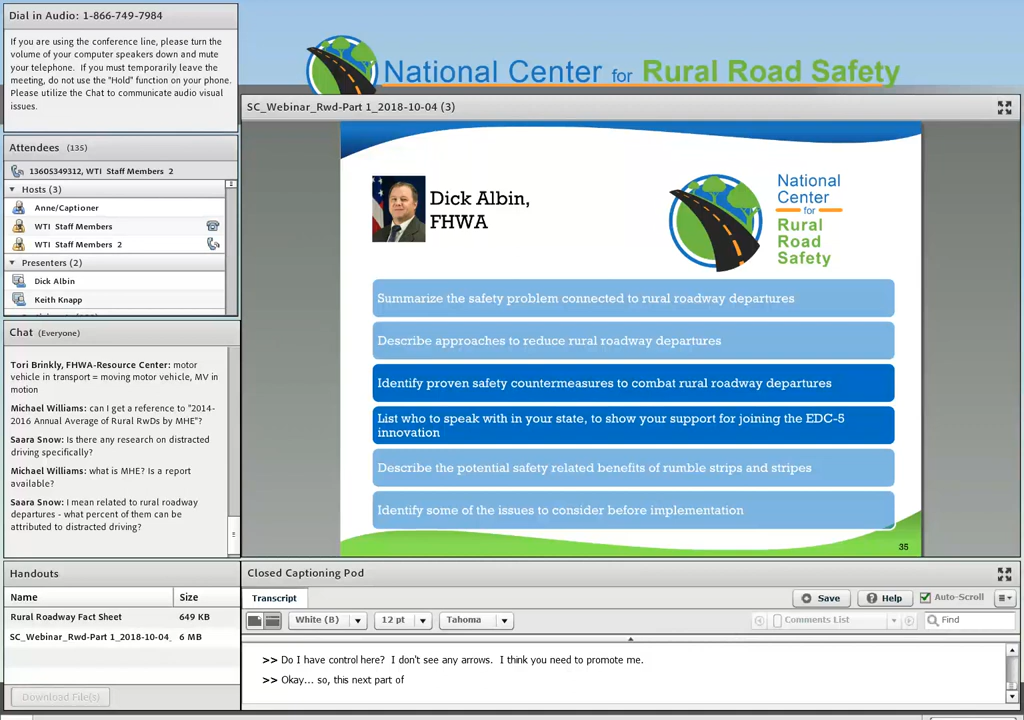 Dial in Audio: 1-866-749-7984
If you are using the conference line, please turn the
volume of your computer speakers down and mute
your telephone. If you must temporarily leave the
meeting, do not use the "Hold" function on your phone.
Please utilize the Chat to communicate audio visual
issues.
Attendees (135)
13605349312, WTI Staff Members 2
Hosts (3)
Anne/Captioner
WTI Staff Members
WTI Staff Members 2
Presenters (2)
Dick Albin
Keith Knapp
Chat (Everyone)
Tori Brinkly, FHWA-Resource Center: motor
vehicle in transport = moving motor vehicle, MV in
motion
Michael Williams: can I get a reference to "2014-
2016 Annual Average of Rural RwDs by MHE"?
Saara Snow: Is there any research on distracted
driving specifically?
Michael Williams: what is MHE? Is a report
available?
Saara Snow: I mean related to rural roadway
departures - what percent of them can be
attributed to distracted driving?
Handouts
Name Size
Rural Roadway Fact Sheet 649 KB
SC_Webinar_Rwd-Part 1_2018-10-04_ 6 MB
Download File(s)
National Center for Rural Road Safety
SC_Webinar_Rwd-Part 1_2018-10-04 (3)
Dick Albin,
FHWA
National
Center
for
Rural
Road
Safety
Summarize the safety problem connected to rural roadway departures
Describe approaches to reduce rural roadway departures
Identify proven safety countermeasures to combat rural roadway departures
List who to speak with in your state, to show your support for joining the EDC-5
innovation
Describe the potential safety related benefits of rumble strips and stripes
Identify some of the issues to consider before implementation
35
Closed Captioning Pod
Transcript
Save
Help
Auto-Scroll
White (B)
12 pt
Tahoma
Comments List
Find
>> Do I have control here? I don't see any arrows. I think you need to promote me.
>> Okay... so, this next part of